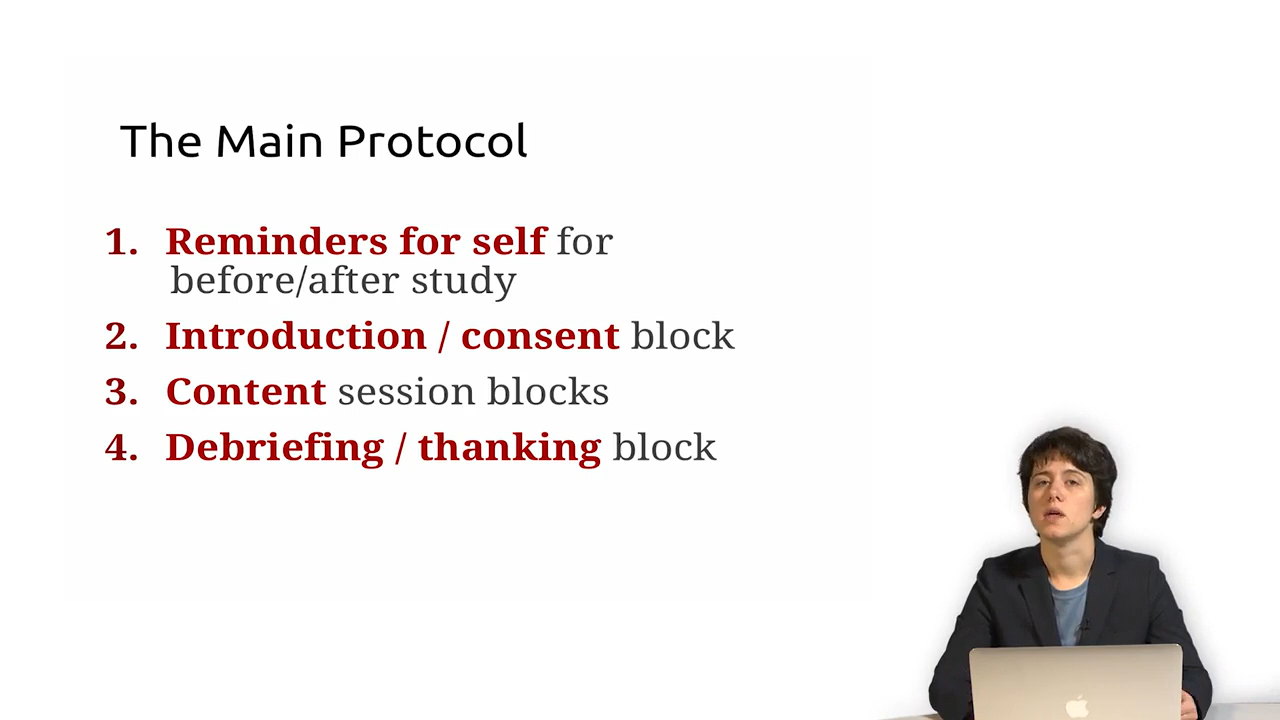 The Main Protocol
1. Reminders for self for
before/after study
2. Introduction / consent block
3. Content session blocks
4. Debriefing / thanking block